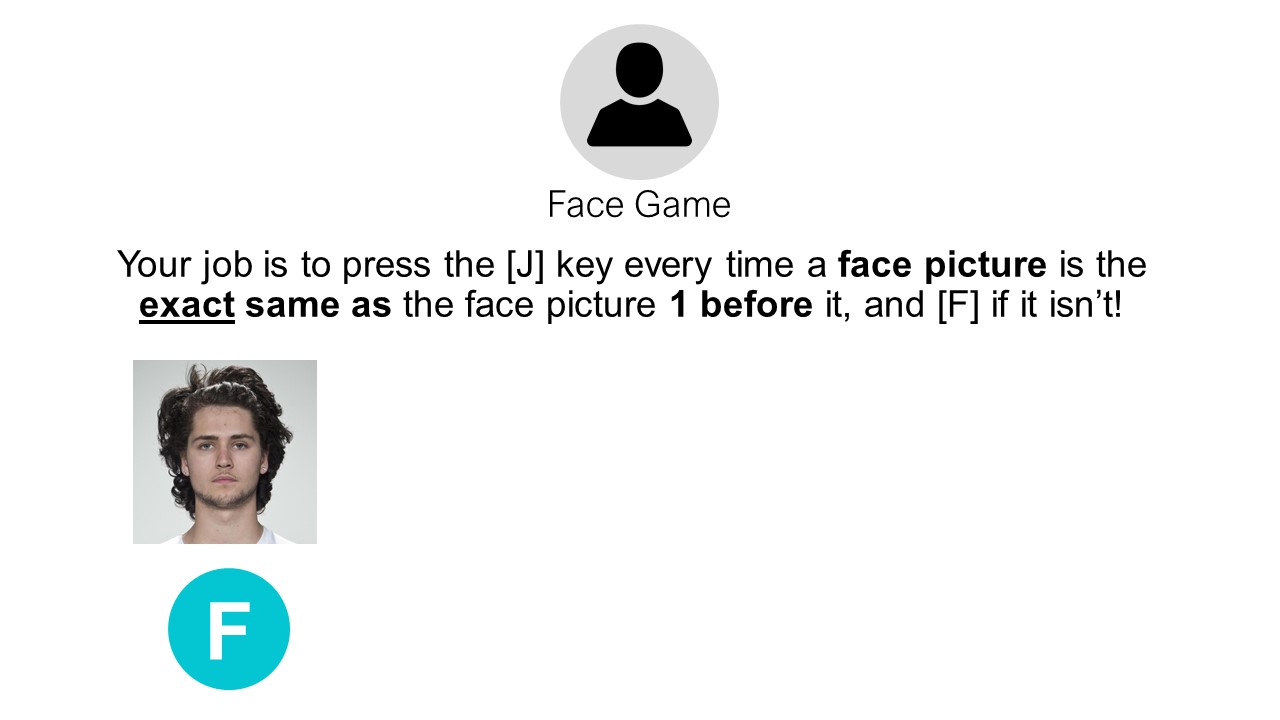 Face Game
Your job is to press the [J] key every time a face picture is the
exact same as the face picture 1 before it, and [F] if it isn’t!
F